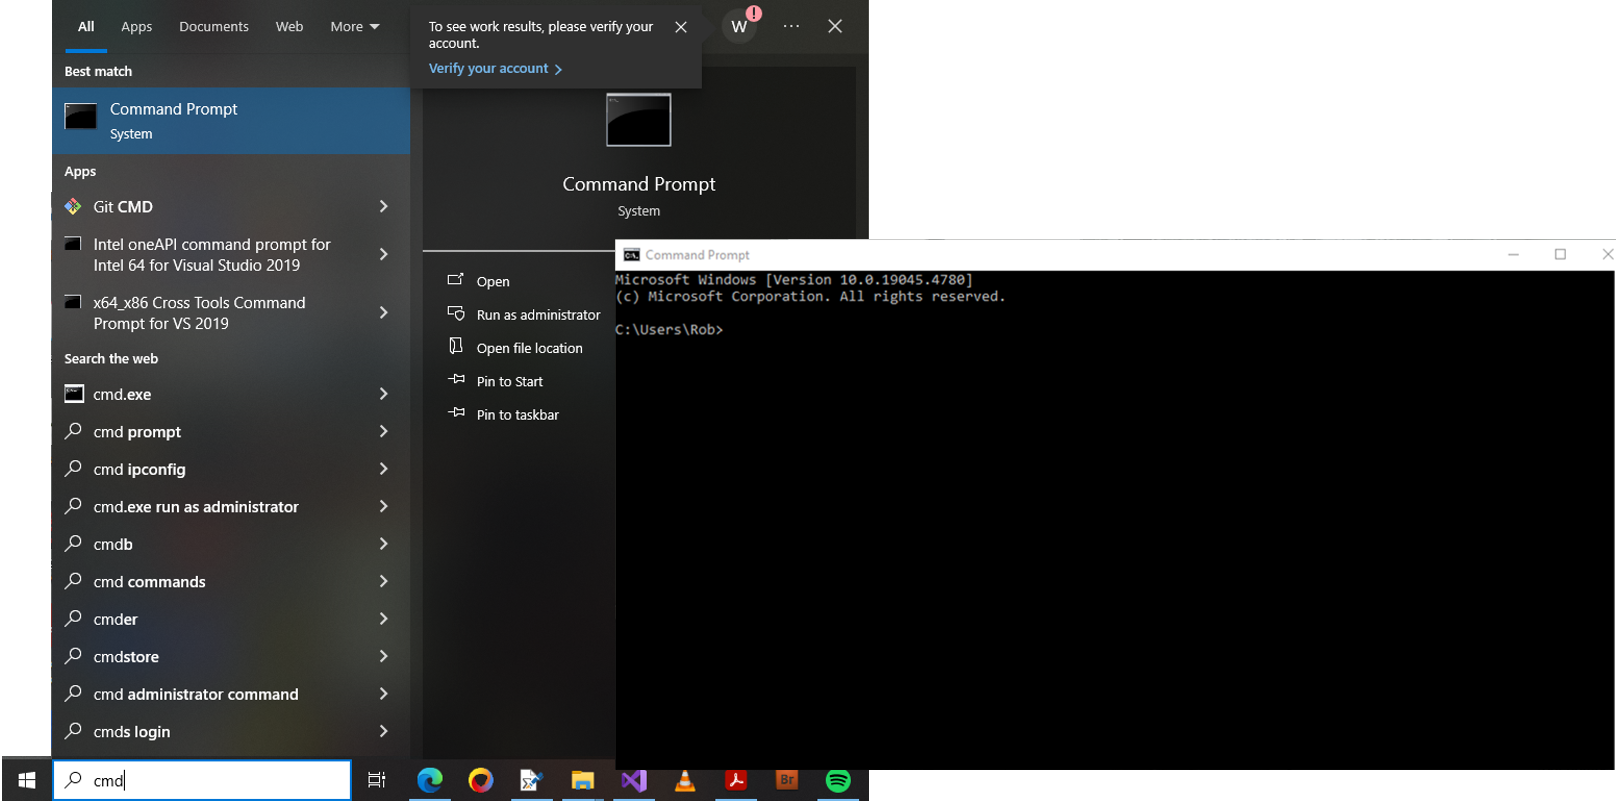 All Apps Documents Web More
To see work results, please verify your
account.
Verify your account
W
!
Best match
Command Prompt
System
Apps
Git CMD
Intel oneAPI command prompt for
Intel 64 for Visual Studio 2019
x64_x86 Cross Tools Command
Prompt for VS 2019
Search the web
cmd.exe
cmd prompt
cmd ipconfig
cmd.exe run as administrator
cmdb
cmd commands
cmder
cmdstore
cmd administrator command
cmds login
cmd
Command Prompt
System
Open
Run as administrator
Open file location
Pin to Start
Pin to taskbar
C:\.
Command Prompt
Microsoft Windows [Version 10.0.19045.4780]
(c) Microsoft Corporation. All rights reserved.
C:\Users\Rob>
Br